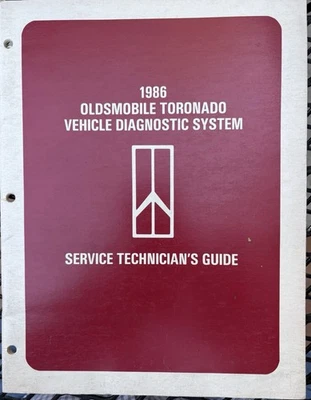 1986
OLDSMOBILE TORONADO
VEHICLE DIAGNOSTIC SYSTEM
SERVICE TECHNICIAN'S GUIDE